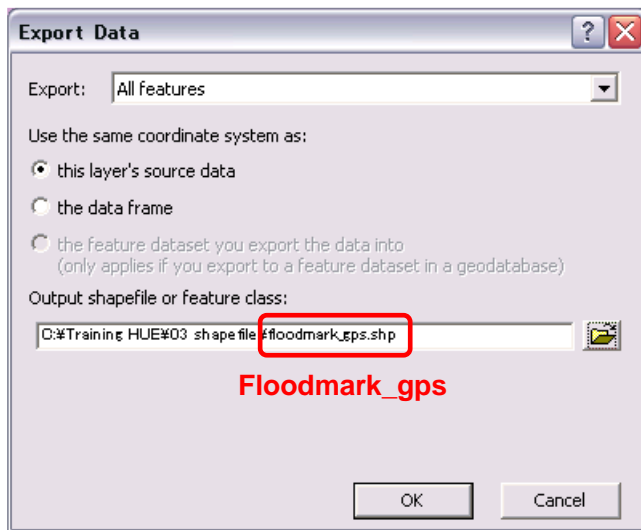 Export Data
Export: All features
Use the same coordinate system as:
this layer's source data
the data frame
the feature dataset you export the data into
(only applies if you export to a feature dataset in a geodatabase)
Output shapefile or feature class:
C:¥Training HUE¥03 shapefile¥floodmark_gps.shp
Floodmark_gps
OK Cancel